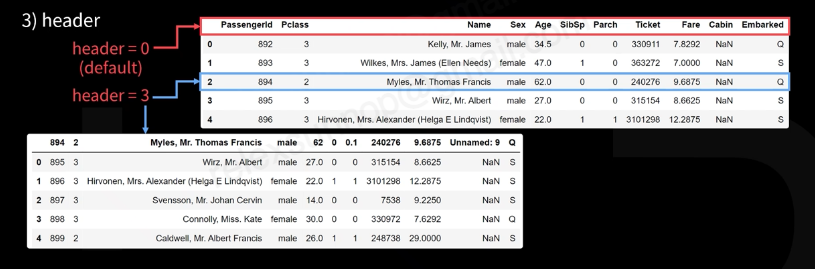 3) header
header = 0
(default)
header = 3
PassengerId Pclass Name Sex Age SibSp Parch Ticket Fare Cabin Embarked
0 892 3 Kelly, Mr. James male 34.5 0 0 330911 7.8292 NaN Q
1 893 3 Wilkes, Mrs. James (Ellen Needs) female 47.0 1 0 363272 7.0000 NaN S
2 894 2 Myles, Mr. Thomas Francis male 62.0 0 0 240276 9.6875 NaN Q
3 895 3 Wirz, Mr. Albert male 27.0 0 0 315154 8.6625 NaN S
4 896 3 Hirvonen, Mrs. Alexander (Helga E Lindqvist) female 22.0 1 1 3101298 12.2875 NaN S
894 2 Myles, Mr. Thomas Francis male 62 0 0.1 240276 9.6875 Unnamed: 9 Q
0 895 3 Wirz, Mr. Albert male 27.0 0 0 315154 8.6625 NaN S
1 896 3 Hirvonen, Mrs. Alexander (Helga E Lindqvist) female 22.0 1 1 3101298 12.2875 NaN S
2 897 3 Svensson, Mr. Johan Cervin male 14.0 0 0 7538 9.2250 NaN S
3 898 3 Connolly, Miss. Kate female 30.0 0 0 330972 7.6292 NaN Q
4 899 2 Caldwell, Mr. Albert Francis male 26.0 1 1 248738 29.0000 NaN S